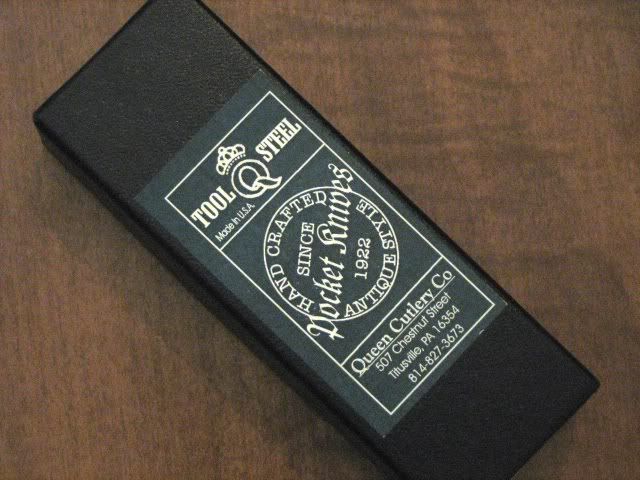 TOOL Q STEEL
Made In U.S.A.
HAND CRAFTED
SINCE
Pocket Knives
1922
ANTIQUE STYLE
Queen Cutlery Co
507 Chestnut Street
Titusville, PA 16354
814-827-3673